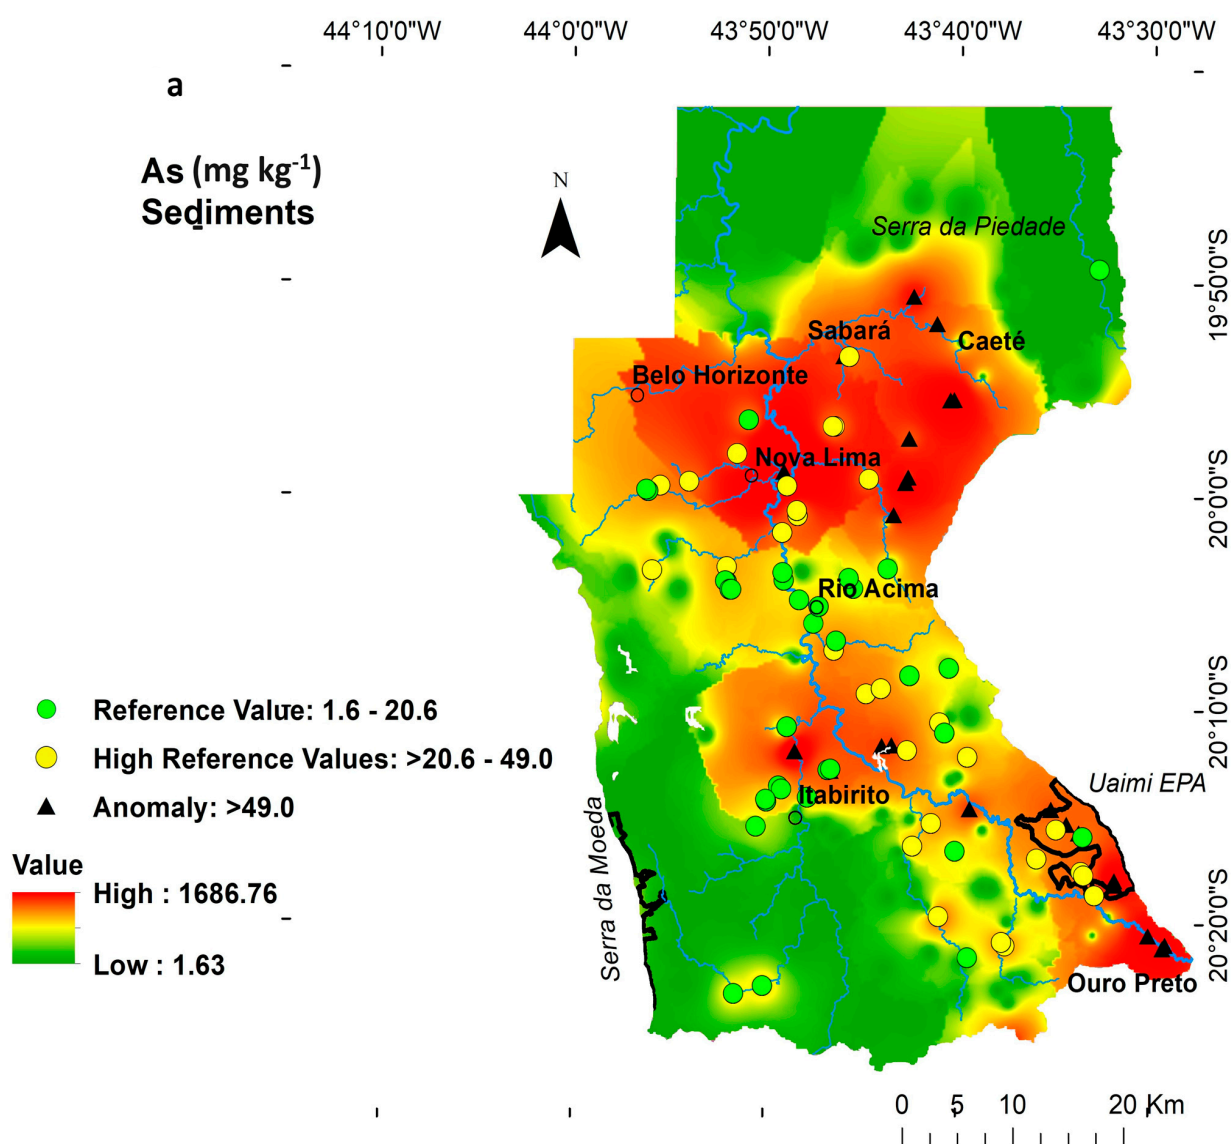 44°10'0"W 44°0'0"W 43°50'0"W 43°40'0"W 43°30'0"W
a
As (mg kg-1)
Sediments
N
Serra da Piedade
19°50'0"S
Sabará
Caeté
Belo Horizonte
Nova Lima
20°0'0"S
Rio Acima
20°10'0"S
Reference Value: 1.6 - 20.6
High Reference Values: >20.6 - 49.0
Anomaly: >49.0
Uaimi EPA
Itabirito
Serra da Moeda
Value
High : 1686.76
Low : 1.63
20°20'0"S
Ouro Preto
0 5 10 20 Km